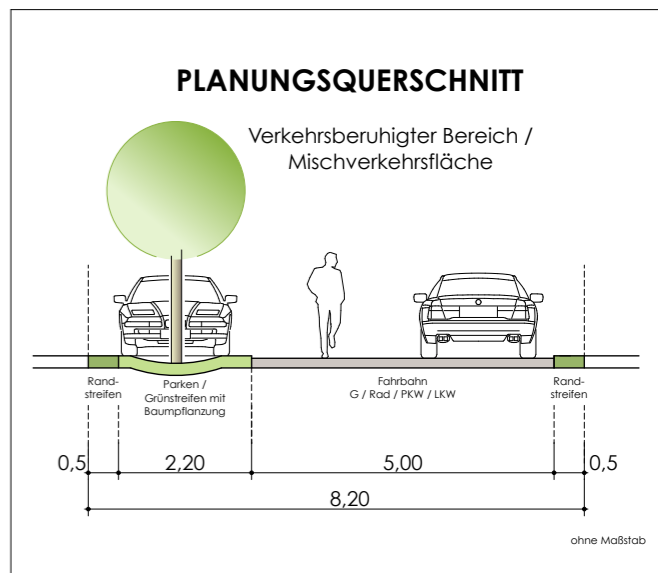 PLANUNGSQUERSCHNITT
Verkehrsberuhigter Bereich /
Mischverkehrsfläche
Rand-
streifen
Parken /
Grünstreifen mit
Baumpflanzung
Fahrbahn
G / Rad / PKW / LKW
Rand-
streifen
0,5
2,20
5,00
0,5
8,20
ohne Maßstab